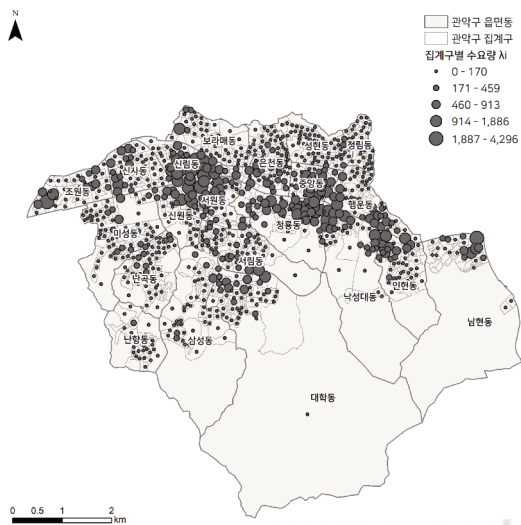 N
관악구 읍면동
관악구 집계구
집계구별 수요량 λi
0 - 170
171 - 459
460 - 913
914 - 1,886
1,887 - 4,296
보라매동
성현동
청림동
신사동
신림동
은천동
조원동
중앙동
서원동
행운동
신원동
청룡동
미성동
서림동
난곡동
인헌동
낙성대동
남현동
난향동
삼성동
대학동
0 0.5 1 2
km